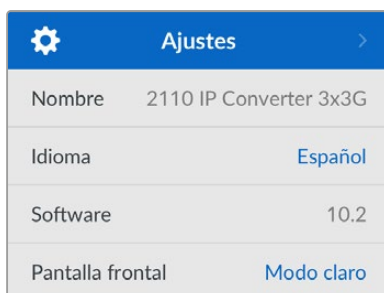 Ajustes
Nombre 2110 IP Converter 3x3G
Idioma Español
Software 10.2
Pantalla frontal Modo claro